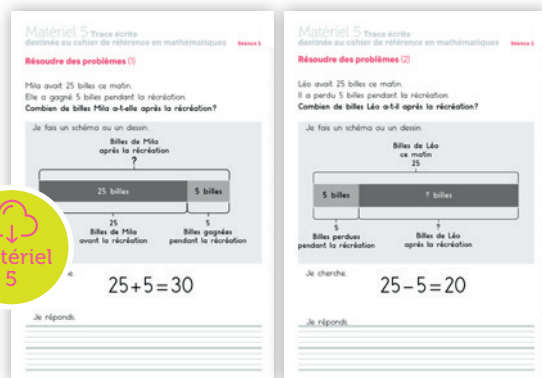 Matériel 5 Trace écrite
destinée au cahier de référence en mathématiques Séance 1
Résoudre des problèmes (1)
Mila avait 25 billes ce matin.
Elle a gagné 5 billes pendant la récréation.
Combien de billes Mila a-t-elle après la récréation?
Je fais un schéma ou un dessin.
Billes de Mila
après la récréation
?
25 billes
5 billes
25
Billes de Mila
avant la récréation
5
Billes gagnées
pendant la récréation
25+5=30
Je réponds.
Matériel 5 Trace écrite
destinée au cahier de référence en mathématiques Séance 1
Résoudre des problèmes (2)
Léo avait 25 billes ce matin.
Il a perdu 5 billes pendant la récréation.
Combien de billes Léo a-t-il après la récréation?
Je fais un schéma ou un dessin.
Billes de Léo
ce matin
25
5 billes
? billes
5
Billes perdues
pendant la récréation
?
Billes de Léo
après la récréation
Je cherche.
25-5=20
Je réponds.
tériel
5